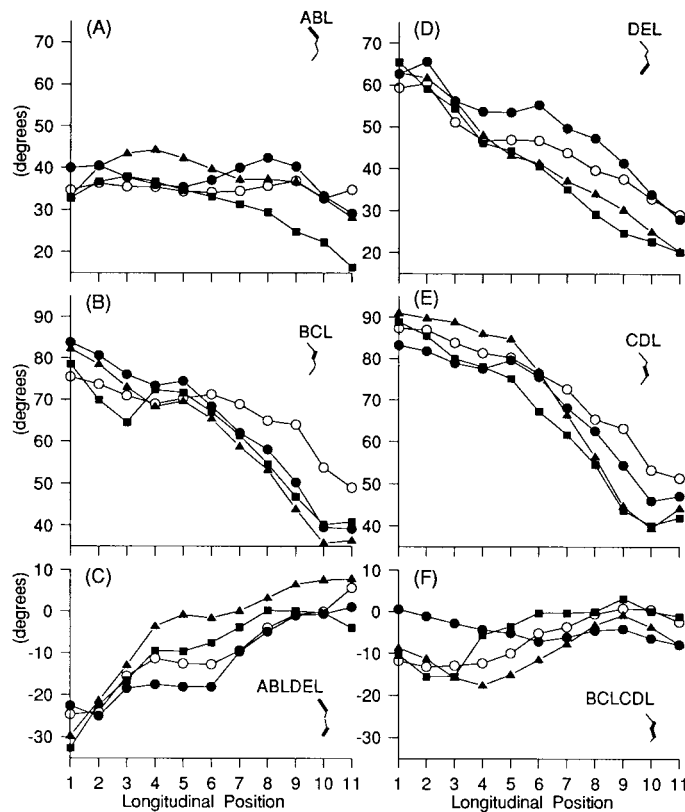 (A)
ABL
70
60
50
40
30
20
(degrees)
(D)
DEL
70
60
50
40
30
20
(B)
BCL
90
80
70
60
50
40
(degrees)
(E)
CDL
90
80
70
60
50
40
(C)
ABLDEL
10
0
-10
-20
-30
(degrees)
1 2 3 4 5 6 7 8 9 10 11
Longitudinal Position
(F)
BCLCDL
10
0
-10
-20
-30
1 2 3 4 5 6 7 8 9 10 11
Longitudinal Position